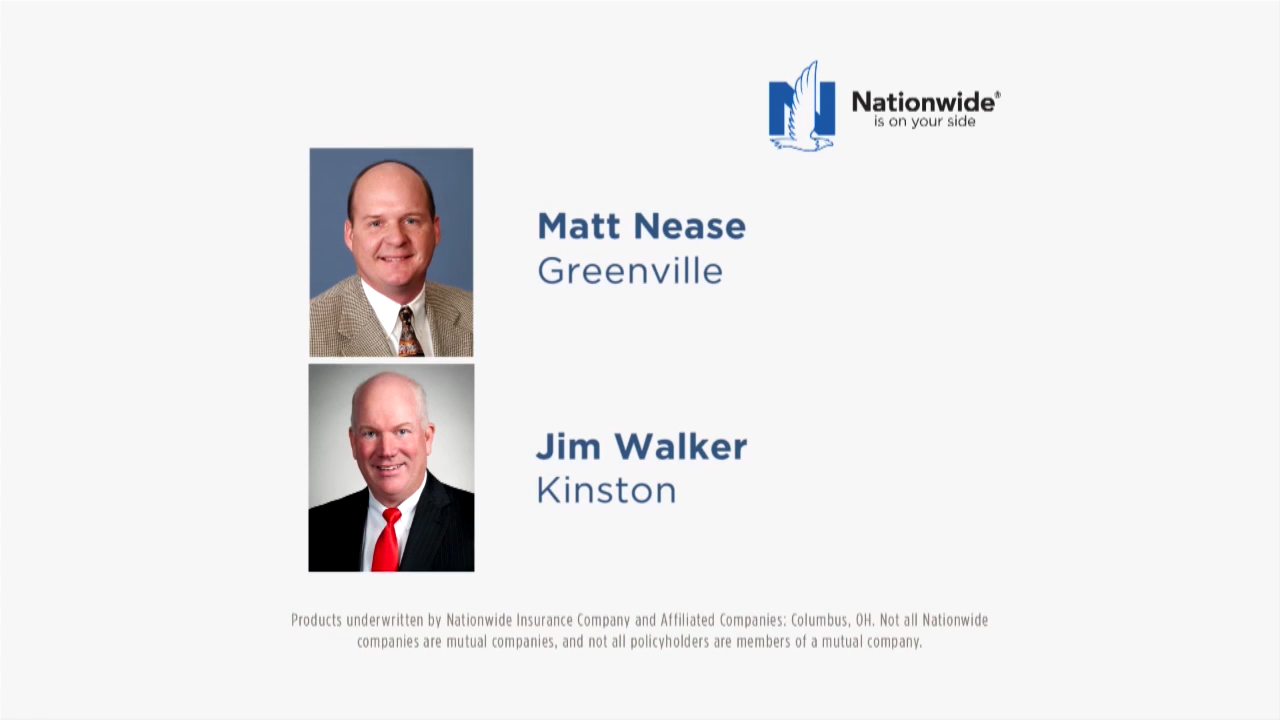 Nationwide®
is on your side
Matt Nease
Greenville
Jim Walker
Kinston
Products underwritten by Nationwide Insurance Company and Affiliated Companies; Columbus, OH. Not all Nationwide
companies are mutual companies, and not all policyholders are members of a mutual company.